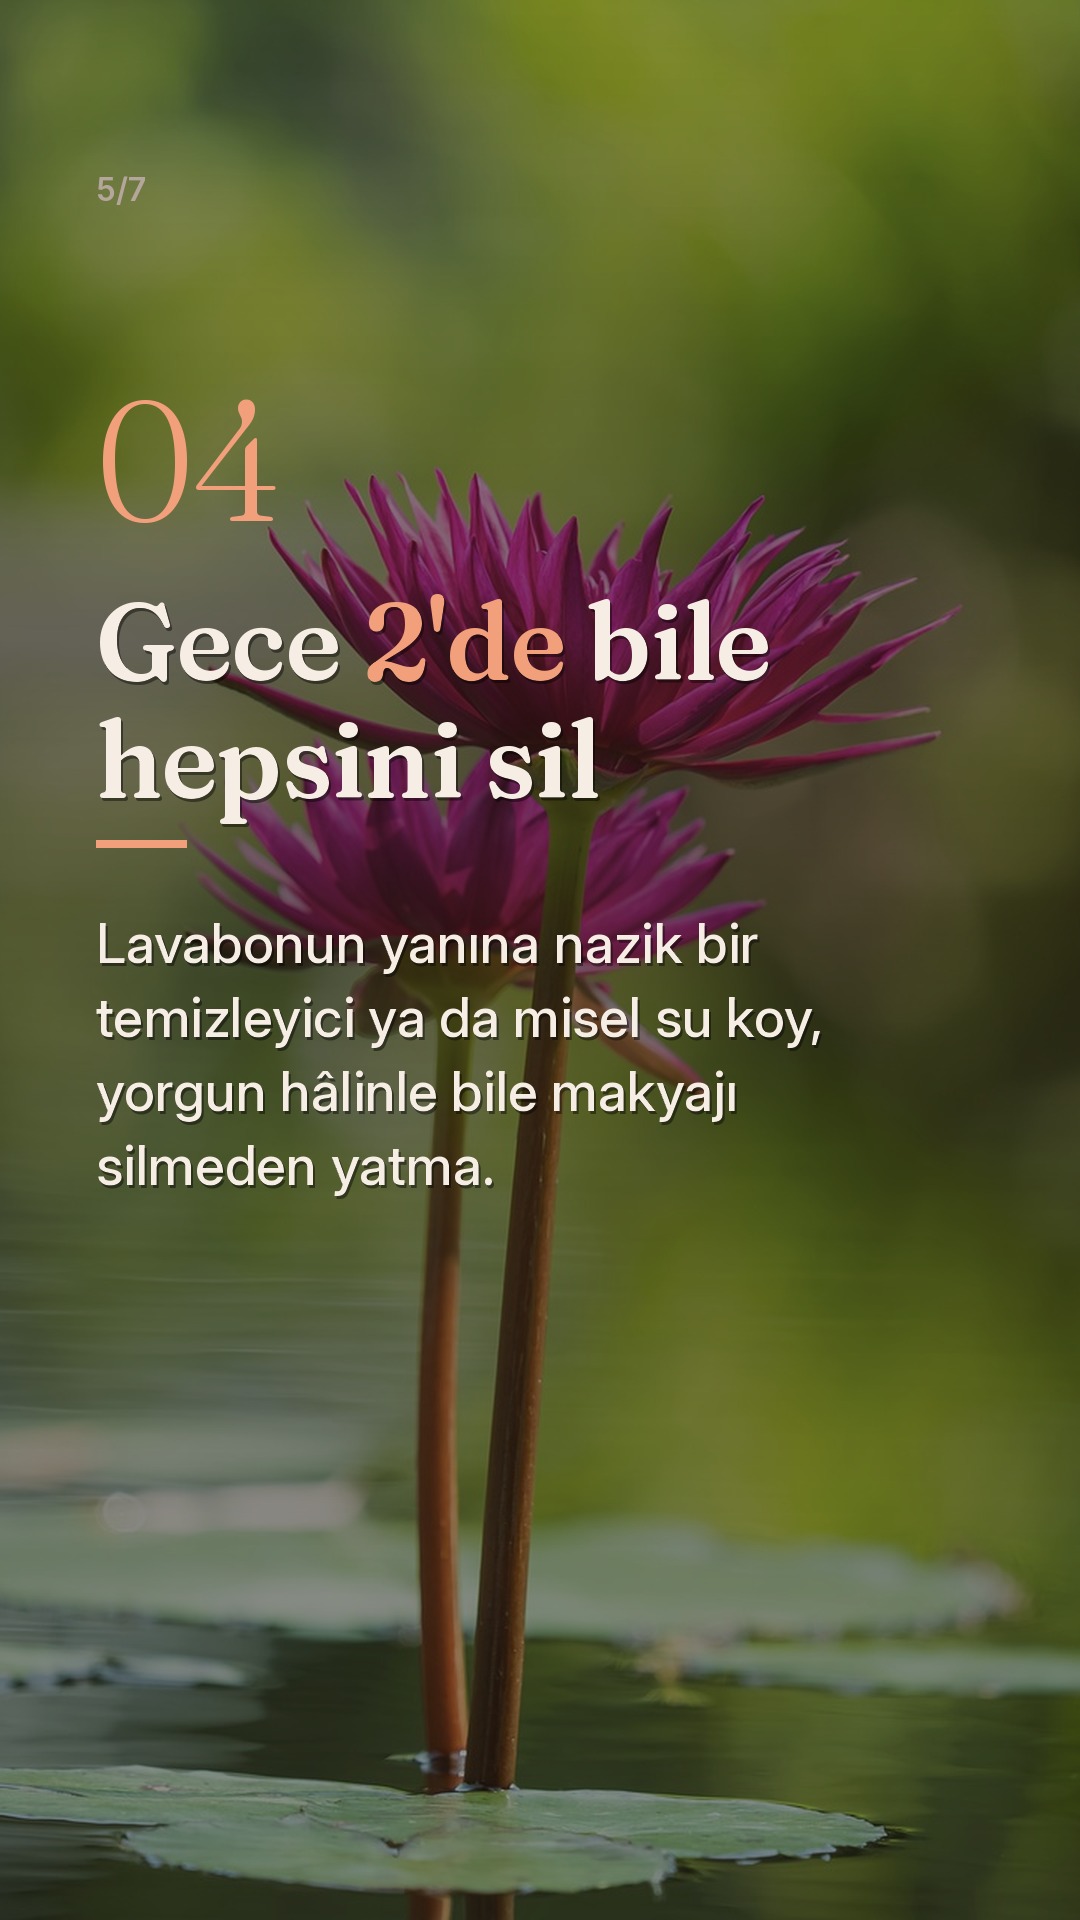 5/7
04
Gece 2'de bile
hepsini sil
Lavabonun yanına nazik bir
temizleyici ya da misel su koy,
yorgun hâlinle bile makyajı
silmeden yatma.